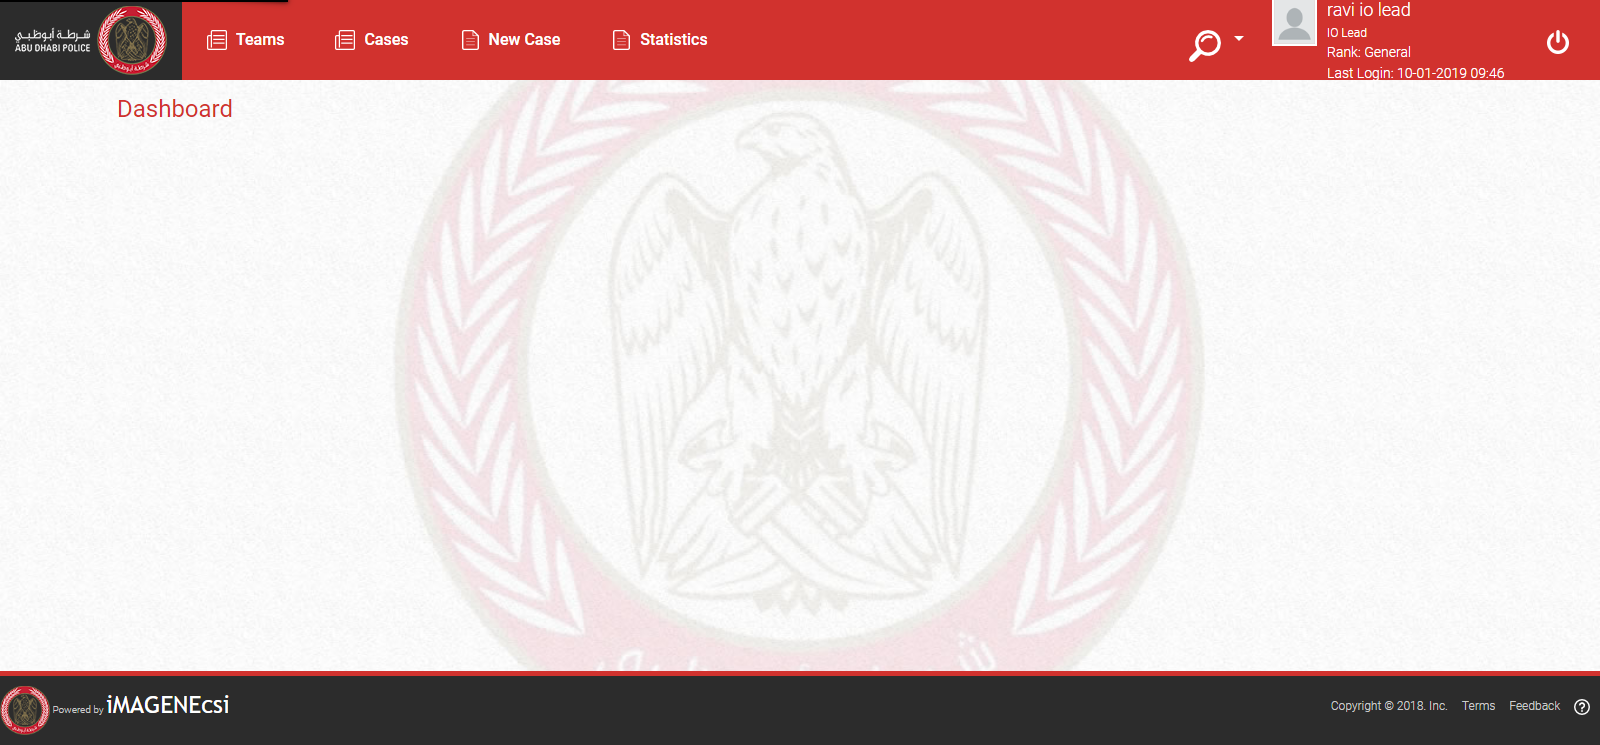 شرطة أبوظبي
ABU DHABI POLICE
Teams
Cases
New Case
Statistics
ravi io lead
IO Lead
Rank: General
Last Login: 10-01-2019 09:46
Dashboard
Powered by iMAGENEcsi
Copyright © 2018. Inc.
Terms
Feedback